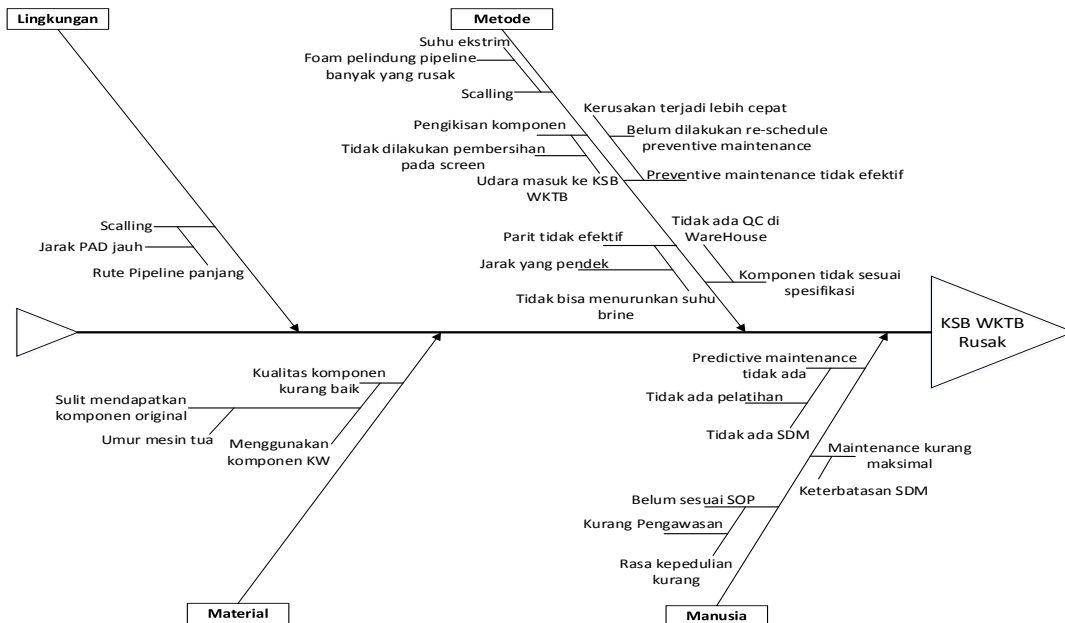 Lingkungan
Metode
Suhu ekstrim
Foam pelindung pipeline
banyak yang rusak
Scalling
Kerusakan terjadi lebih cepat
Pengikisan komponen
Belum dilakukan re-schedule
preventive maintenance
Tidak dilakukan pembersihan
pada screen
Udara masuk ke KSB
WKTB
Preventive maintenance tidak efektif
Scalling
Jarak PAD jauh
Rute Pipeline panjang
Parit tidak efektif
Jarak yang pendek
Tidak bisa menurunkan suhu
brine
Tidak ada QC di
WareHouse
Komponen tidak sesuai
spesifikasi
KSB WKTB
Rusak
Kualitas komponen
kurang baik
Sulit mendapatkan
komponen original
Umur mesin tua
Menggunakan
komponen KW
Predictive maintenance
tidak ada
Tidak ada pelatihan
Tidak ada SDM
Maintenance kurang
maksimal
Keterbatasan SDM
Belum sesuai SOP
Kurang Pengawasan
Rasa kepedulian
kurang
Material
Manusia